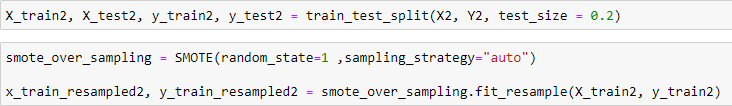 X_train2, X_test2, y_train2, y_test2 = train_test_split(X2, Y2, test_size = 0.2)
smote_over_sampling = SMOTE(random_state=1 ,sampling_strategy="auto")
x_train_resampled2, y_train_resampled2 = smote_over_sampling.fit_resample(X_train2, y_train2)